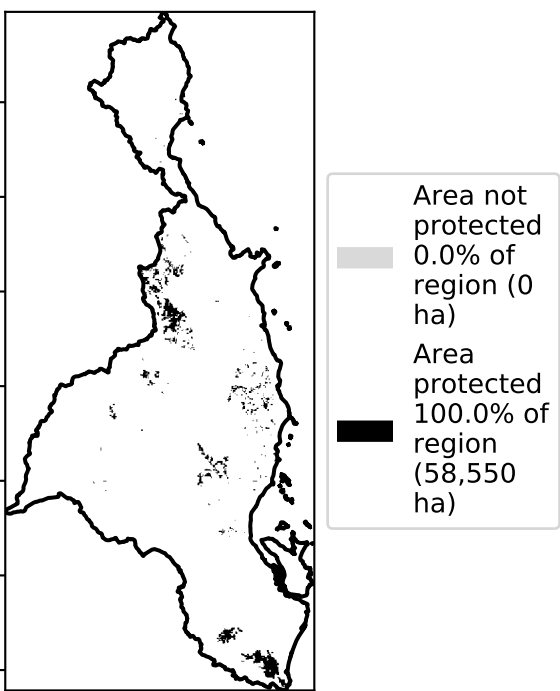 Area not
protected
0.0% of
region (0
ha)
Area
protected
100.0% of
region
(58,550
ha)